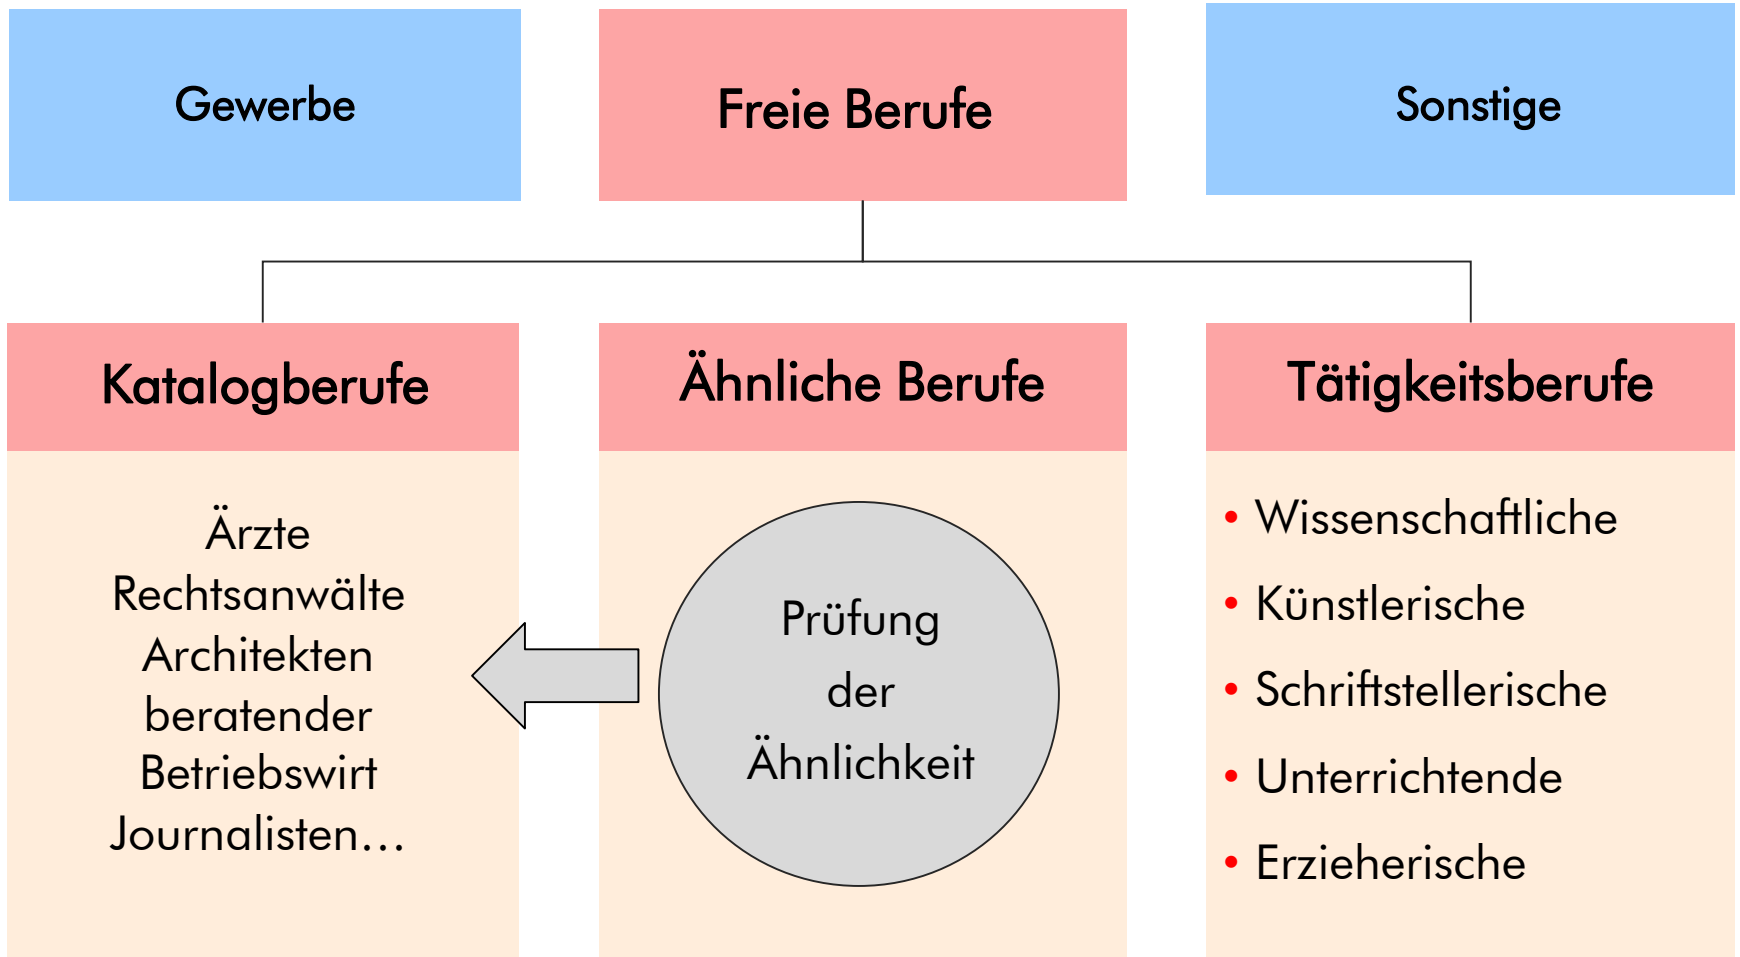 Gewerbe
Freie Berufe
Sonstige
Katalogberufe
Ähnliche Berufe
Tätigkeitsberufe
Ärzte
Rechtsanwälte
Architekten
beratender
Betriebswirt
Journalisten…
Prüfung
der
Ähnlichkeit
• Wissenschaftliche
• Künstlerische
• Schriftstellerische
• Unterrichtende
• Erzieherische